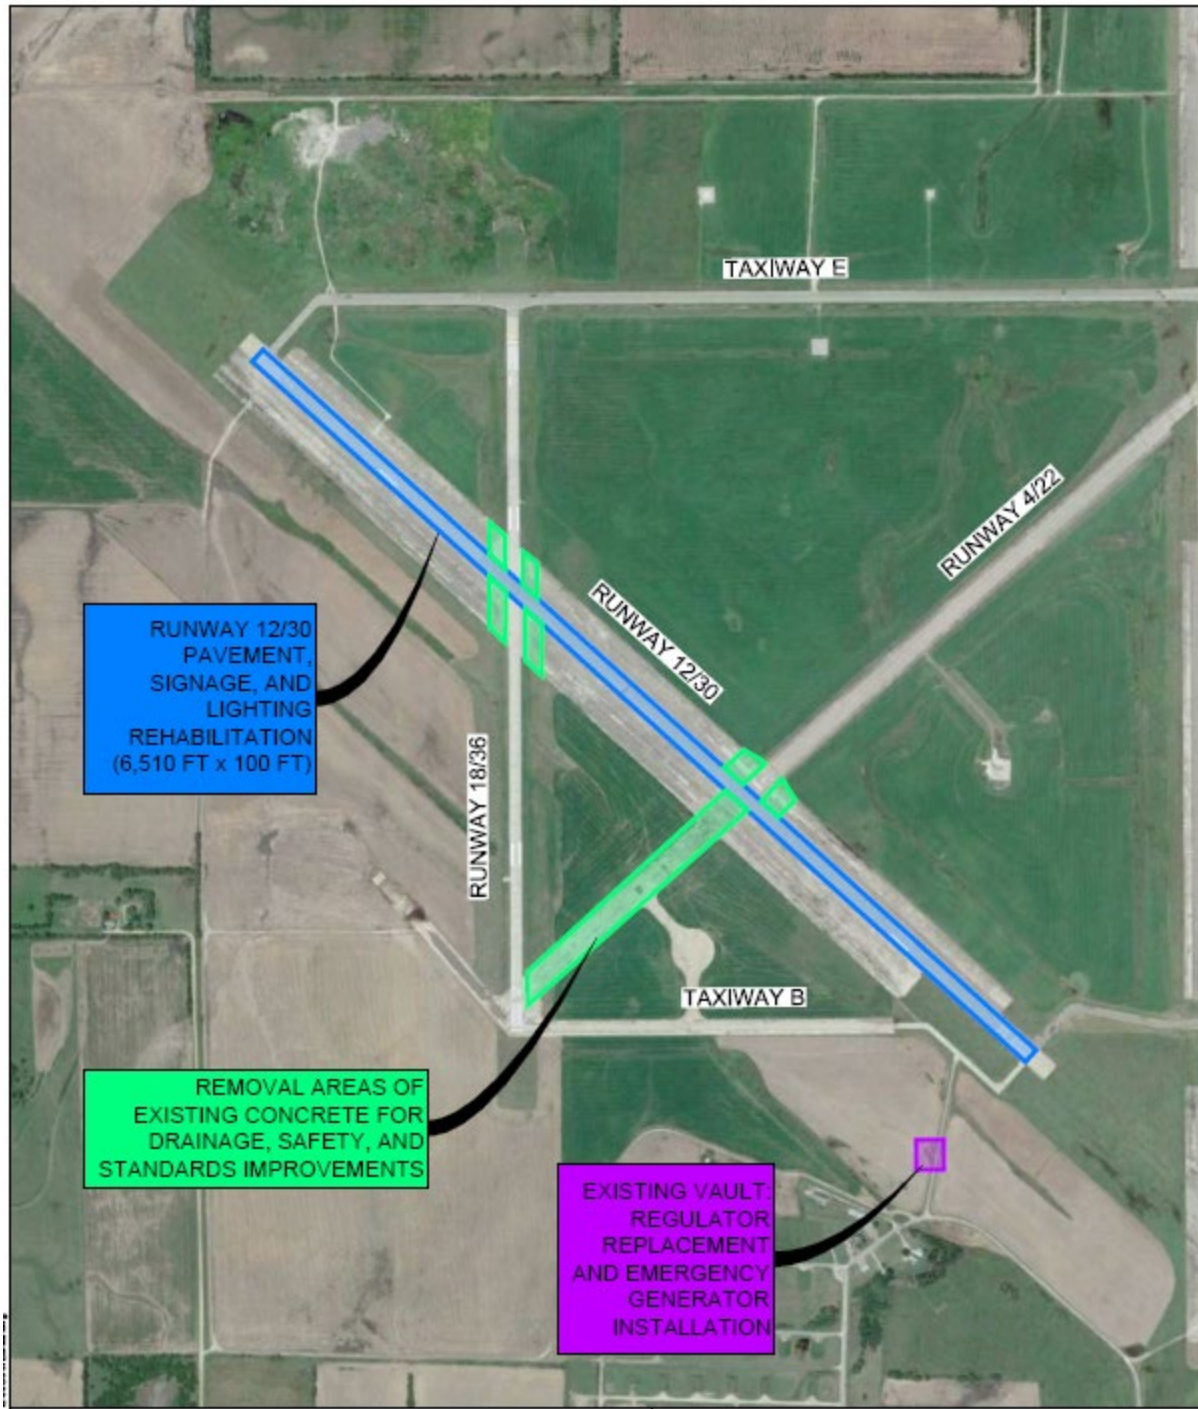 TAXIWAY E
RUNWAY 4/22
RUNWAY 12/30
RUNWAY 12/30
PAVEMENT,
SIGNAGE, AND
LIGHTING
REHABILITATION
(6,510 FT x 100 FT)
RUNWAY 18/36
TAXIWAY B
REMOVAL AREAS OF
EXISTING CONCRETE FOR
DRAINAGE, SAFETY, AND
STANDARDS IMPROVEMENTS
EXISTING VAULT:
REGULATOR
REPLACEMENT
AND EMERGENCY
GENERATOR
INSTALLATION